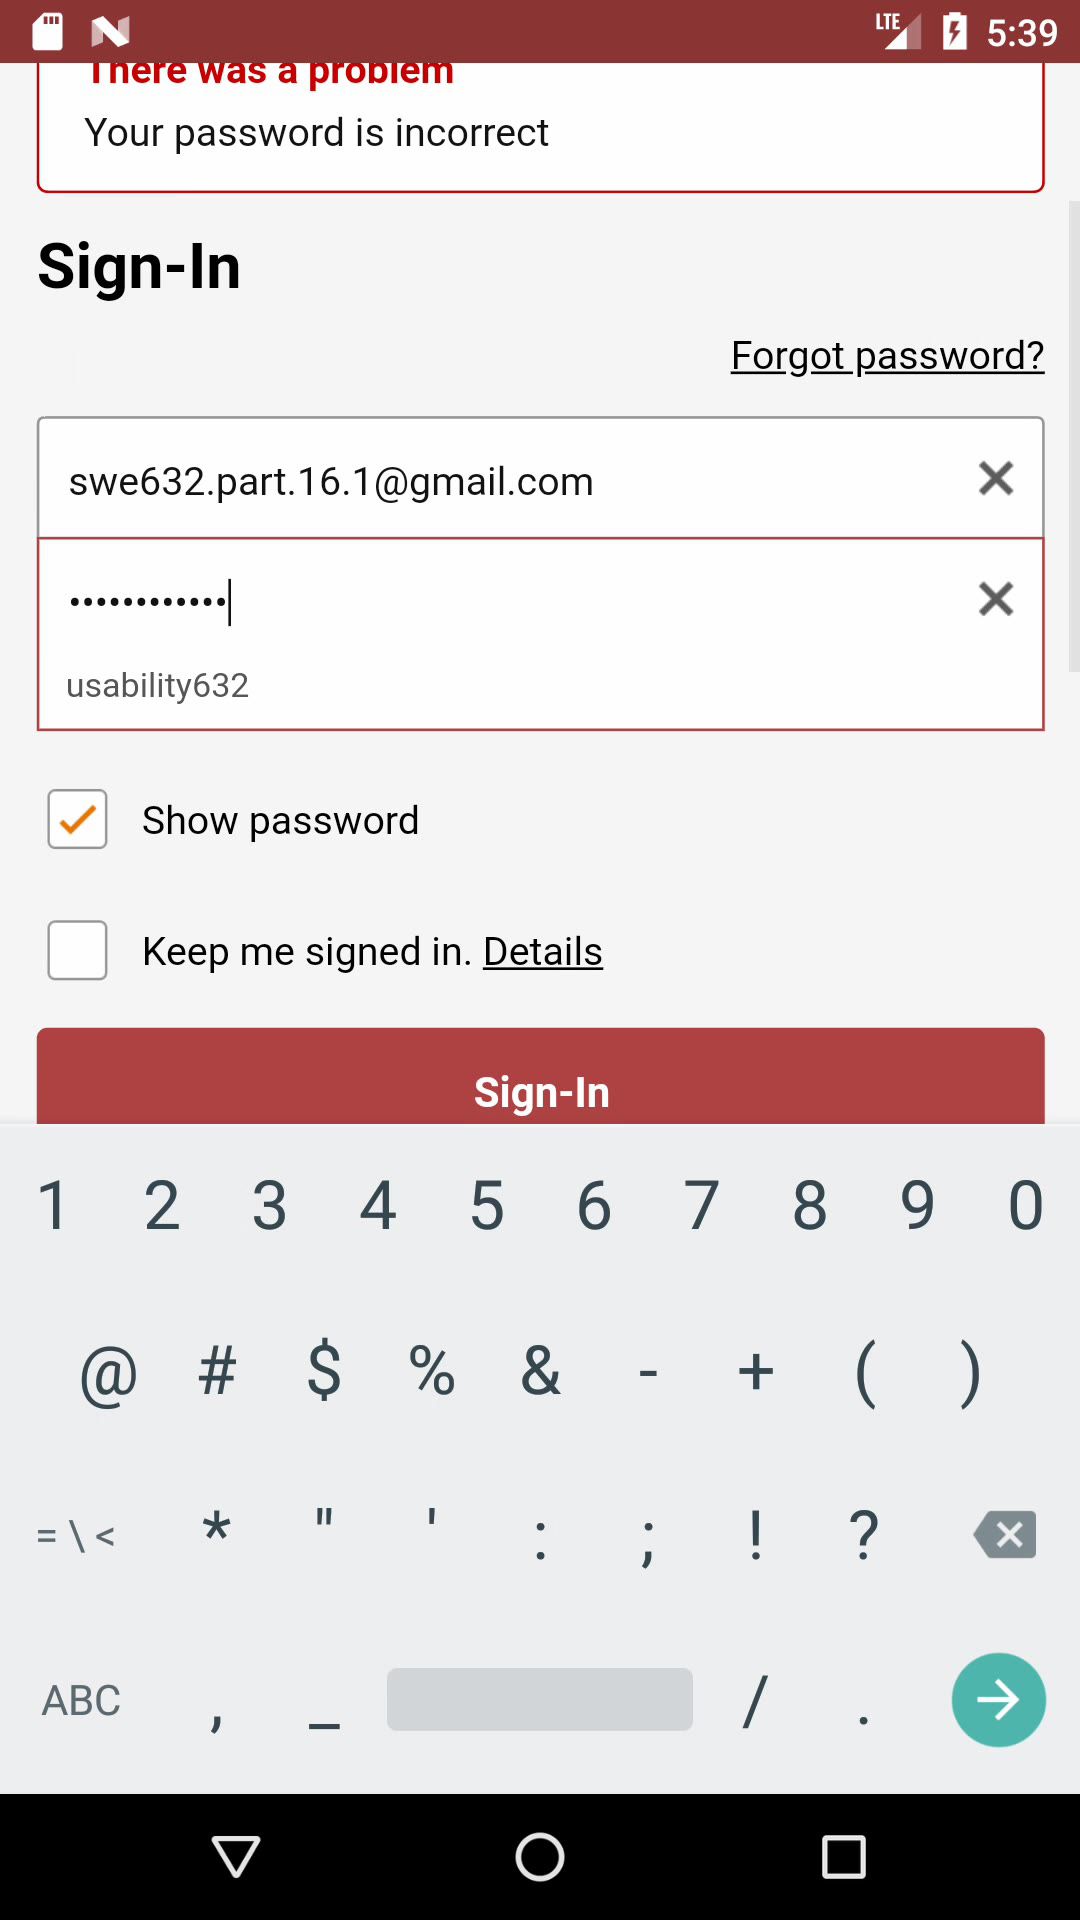 LTE 5:39
There was a problem
Your password is incorrect
Sign-In
Forgot password?
swe632.part.16.1@gmail.com
••••••••••••
usability632
Show password
Keep me signed in. Details
Sign-In
1 2 3 4 5 6 7 8 9 0
@ # $ % & - + ( )
= \ < * " ' : ; ! ?
ABC , _ / .